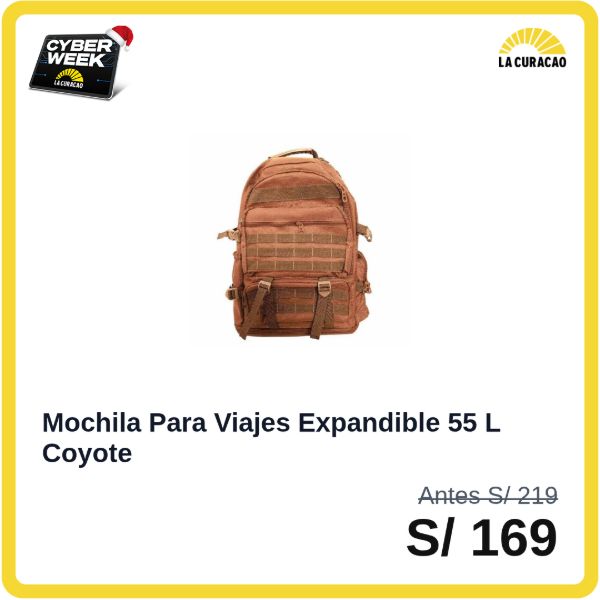 CYBER
WEEK
LA CURACAO
LA CURACAO
Mochila Para Viajes Expandible 55 L
Coyote
Antes S/ 219
S/ 169